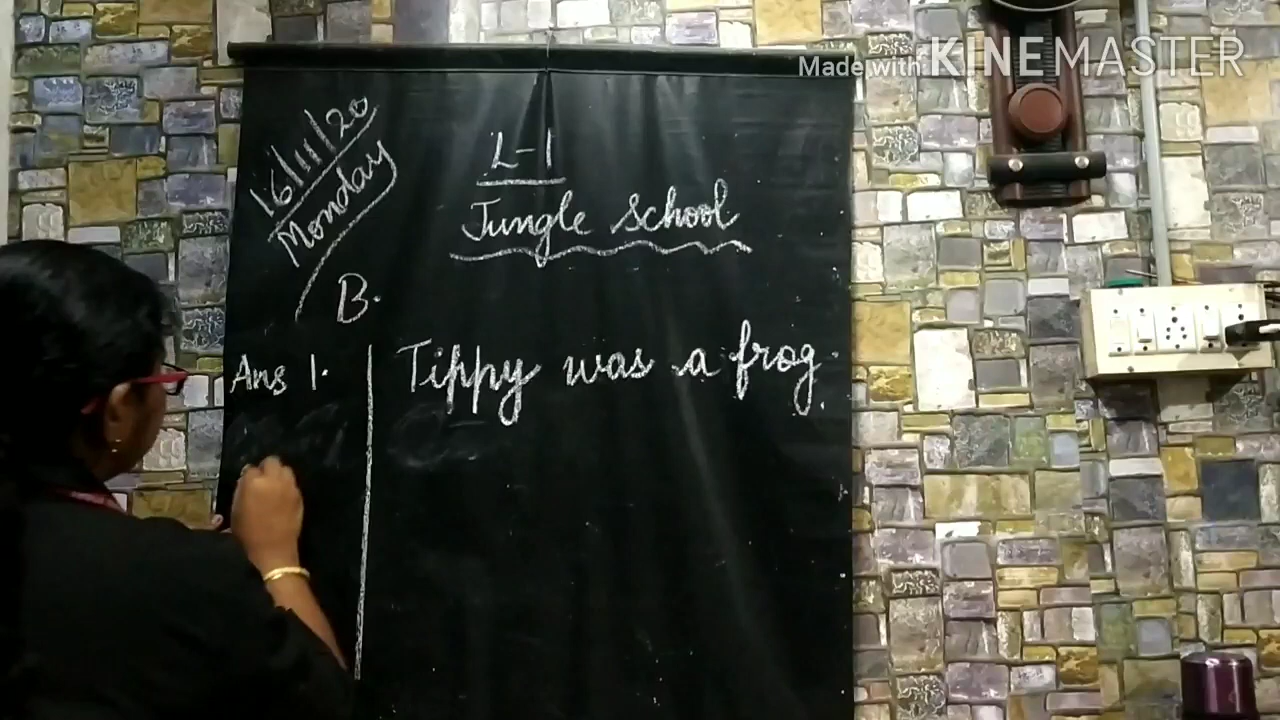 Made with KINEMASTER
16/11/20
Monday
L-1
Jungle School
B.
Ans 1. Tippy was a frog.